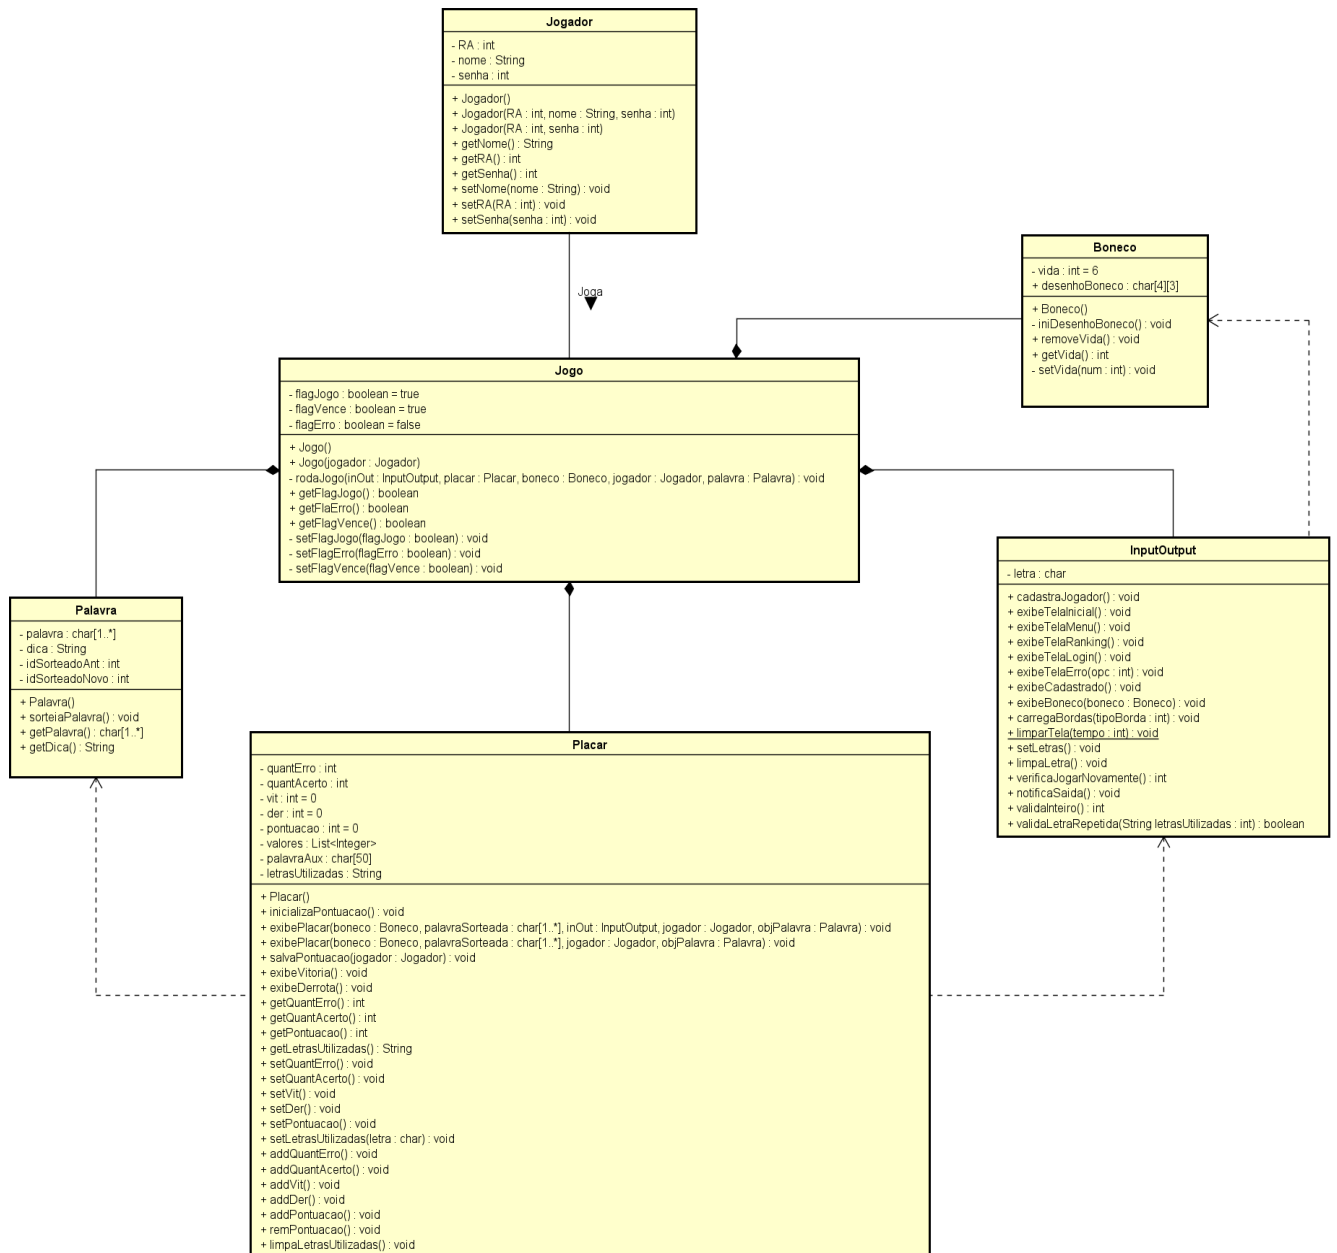 Jogador
- RA : int
- nome : String
- senha : int
+ Jogador()
+ Jogador(RA : int, nome : String, senha : int)
+ Jogador(RA : int, senha : int)
+ getNome() : String
+ getRA() : int
+ getSenha() : int
+ setNome(nome : String) : void
+ setRA(RA : int) : void
+ setSenha(senha : int) : void
Joga
Boneco
- vida : int = 6
+ desenhoBoneco : char[4][3]
+ Boneco()
- iniDesenhoBoneco() : void
+ removeVida() : void
+ getVida() : int
- setVida(num : int) : void
Jogo
- flagJogo : boolean = true
- flagVence : boolean = true
- flagErro : boolean = false
+ Jogo()
+ Jogo(jogador : Jogador)
- rodaJogo(inOut : InputOutput, placar : Placar, boneco : Boneco, jogador : Jogador, palavra : Palavra) : void
+ getFlagJogo() : boolean
+ getFlaErro() : boolean
+ getFlagVence() : boolean
- setFlagJogo(flagJogo : boolean) : void
- setFlagErro(flagErro : boolean) : void
- setFlagVence(flagVence : boolean) : void
InputOutput
- letra : char
+ cadastraJogador() : void
+ exibeTelaInicial() : void
+ exibeTelaMenu() : void
+ exibeTelaRanking() : void
+ exibeTelaLogin() : void
+ exibeTelaErro(opc : int) : void
+ exibeCadastrado() : void
+ exibeBoneco(boneco : Boneco) : void
+ carregaBordas(tipoBorda : int) : void
+ limparTela(tempo : int) : void
+ setLetras() : void
+ limpaLetra() : void
+ verificaJogarNovamente() : int
+ notificaSaida() : void
+ validaInteiro() : int
+ validaLetraRepetida(String letrasUtilizadas : int) : boolean
Palavra
- palavra : char[1..*]
- dica : String
- idSorteadoAnt : int
- idSorteadoNovo : int
+ Palavra()
+ sorteiaPalavra() : void
+ getPalavra() : char[1..*]
+ getDica() : String
Placar
- quantErro : int
- quantAcerto : int
- vit : int = 0
- der : int = 0
- pontuacao : int = 0
- valores : List<Integer>
- palavraAux : char[50]
- letrasUtilizadas : String
+ Placar()
+ inicializaPontuacao() : void
+ exibePlacar(boneco : Boneco, palavraSorteada : char[1..*], inOut : InputOutput, jogador : Jogador, objPalavra : Palavra) : void
+ exibePlacar(boneco : Boneco, palavraSorteada : char[1..*], jogador : Jogador, objPalavra : Palavra) : void
+ salvaPontuacao(jogador : Jogador) : void
+ exibeVitoria() : void
+ exibeDerrota() : void
+ getQuantErro() : int
+ getQuantAcerto() : int
+ getPontuacao() : int
+ getLetrasUtilizadas() : String
+ setQuantErro() : void
+ setQuantAcerto() : void
+ setVit() : void
+ setDer() : void
+ setPontuacao() : void
+ setLetrasUtilizadas(letra : char) : void
+ addQuantErro() : void
+ addQuantAcerto() : void
+ addVit() : void
+ addDer() : void
+ addPontuacao() : void
+ remPontuacao() : void
+ limpaLetrasUtilizadas() : void